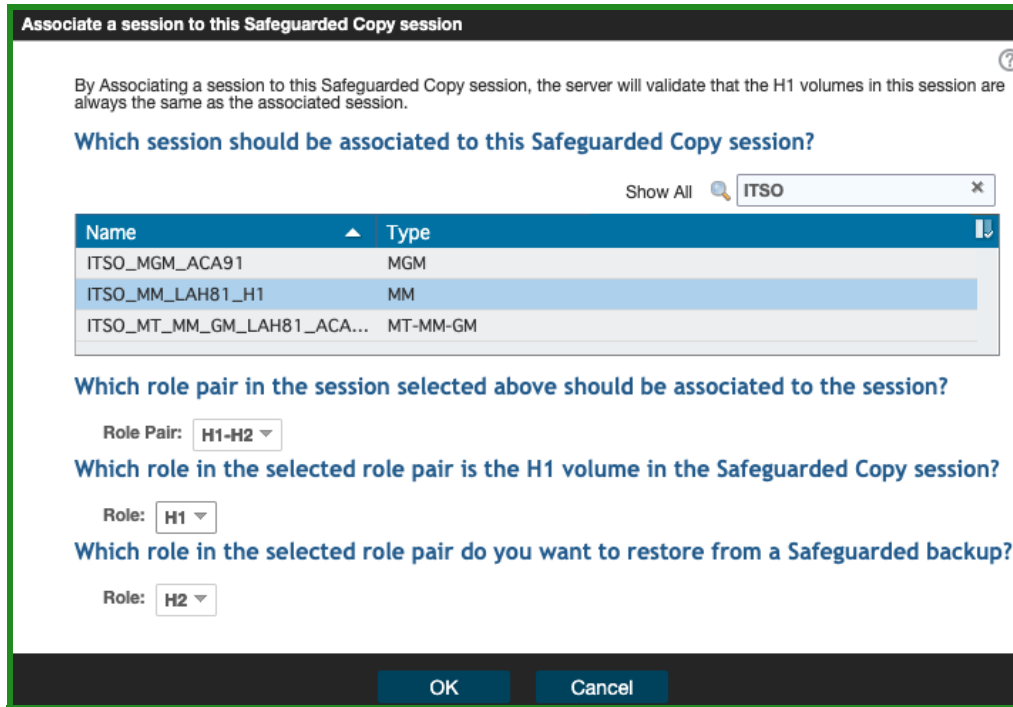 Associate a session to this Safeguarded Copy session
?
By Associating a session to this Safeguarded Copy session, the server will validate that the H1 volumes in this session are
always the same as the associated session.
Which session should be associated to this Safeguarded Copy session?
Show All ITSO ×
Name Type
ITSO_MGM_ACA91 MGM
ITSO_MM_LAH81_H1 MM
ITSO_MT_MM_GM_LAH81_ACA... MT-MM-GM
Which role pair in the session selected above should be associated to the session?
Role Pair: H1-H2
Which role in the selected role pair is the H1 volume in the Safeguarded Copy session?
Role: H1
Which role in the selected role pair do you want to restore from a Safeguarded backup?
Role: H2
OK Cancel